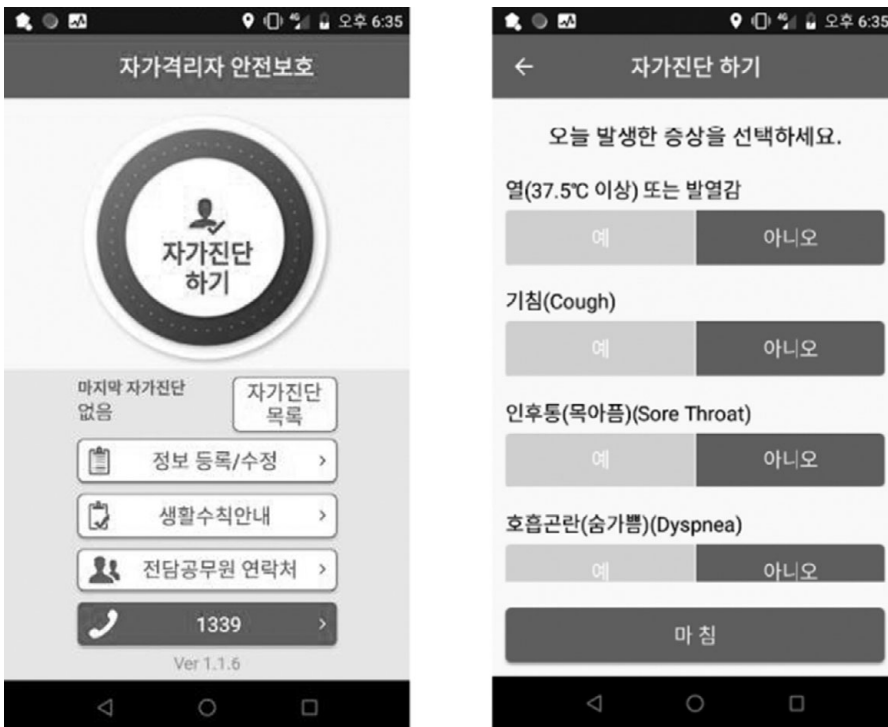 오후 6:35
자가격리자 안전보호
자가진단
하기
마지막 자가진단
없음
자가진단
목록
정보 등록/수정
생활수칙안내
전담공무원 연락처
1339
Ver 1.1.6
오후 6:35
자가진단 하기
오늘 발생한 증상을 선택하세요.
열(37.5℃ 이상) 또는 발열감
예 아니오
기침(Cough)
예 아니오
인후통(목아픔)(Sore Throat)
예 아니오
호흡곤란(숨가쁨)(Dyspnea)
예 아니오
마 침